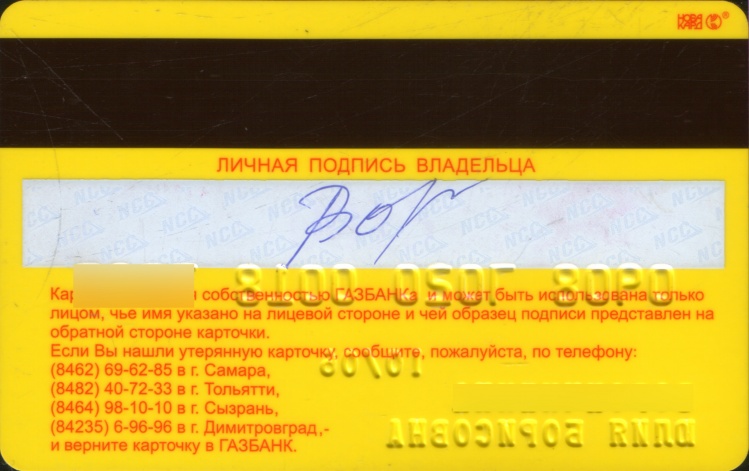 ЛИЧНАЯ ПОДПИСЬ ВЛАДЕЛЬЦА
собственностью ГАЗБАНКа и может быть использована только
лицом, чье имя указано на лицевой стороне и чей образец подписи представлен на
обратной стороне карточки.
Если Вы нашли утерянную карточку, сообщите, пожалуйста, по телефону:
(8462) 69-62-85 в г. Самара,
(8482) 40-72-33 в г. Тольятти,
(8464) 98-10-10 в г. Сызрань,
(84235) 6-96-96 в г. Димитровград,-
и верните карточку в ГАЗБАНК.
ЮЛИЯ БОРИСОВНА